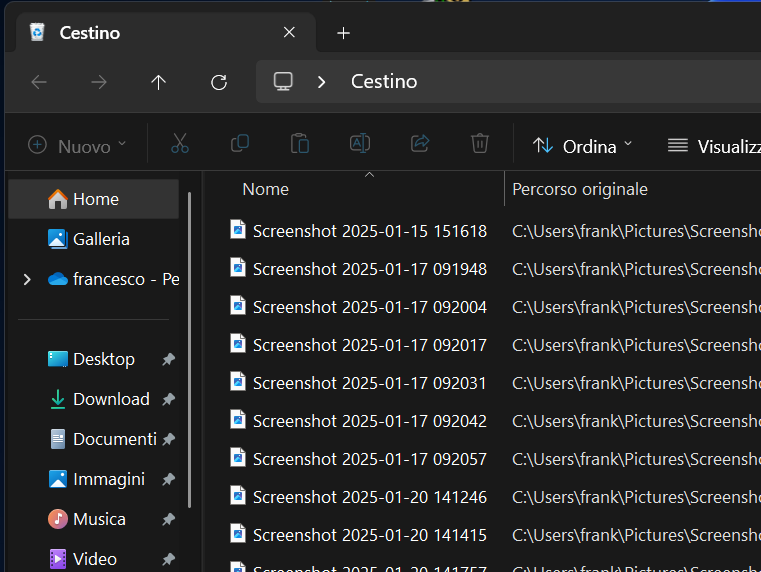 Cestino
Cestino
Nuovo
Ordina
Nome
Percorso originale
Home
Galleria
francesco - Pe
Desktop
Download
Documenti
Immagini
Musica
Video
Screenshot 2025-01-15 151618 C:\Users\frank\Pictures\Screensho
Screenshot 2025-01-17 091948 C:\Users\frank\Pictures\Screensho
Screenshot 2025-01-17 092004 C:\Users\frank\Pictures\Screensho
Screenshot 2025-01-17 092017 C:\Users\frank\Pictures\Screensho
Screenshot 2025-01-17 092031 C:\Users\frank\Pictures\Screensho
Screenshot 2025-01-17 092042 C:\Users\frank\Pictures\Screensho
Screenshot 2025-01-17 092057 C:\Users\frank\Pictures\Screensho
Screenshot 2025-01-20 141246 C:\Users\frank\Pictures\Screensho
Screenshot 2025-01-20 141415 C:\Users\frank\Pictures\Screensho